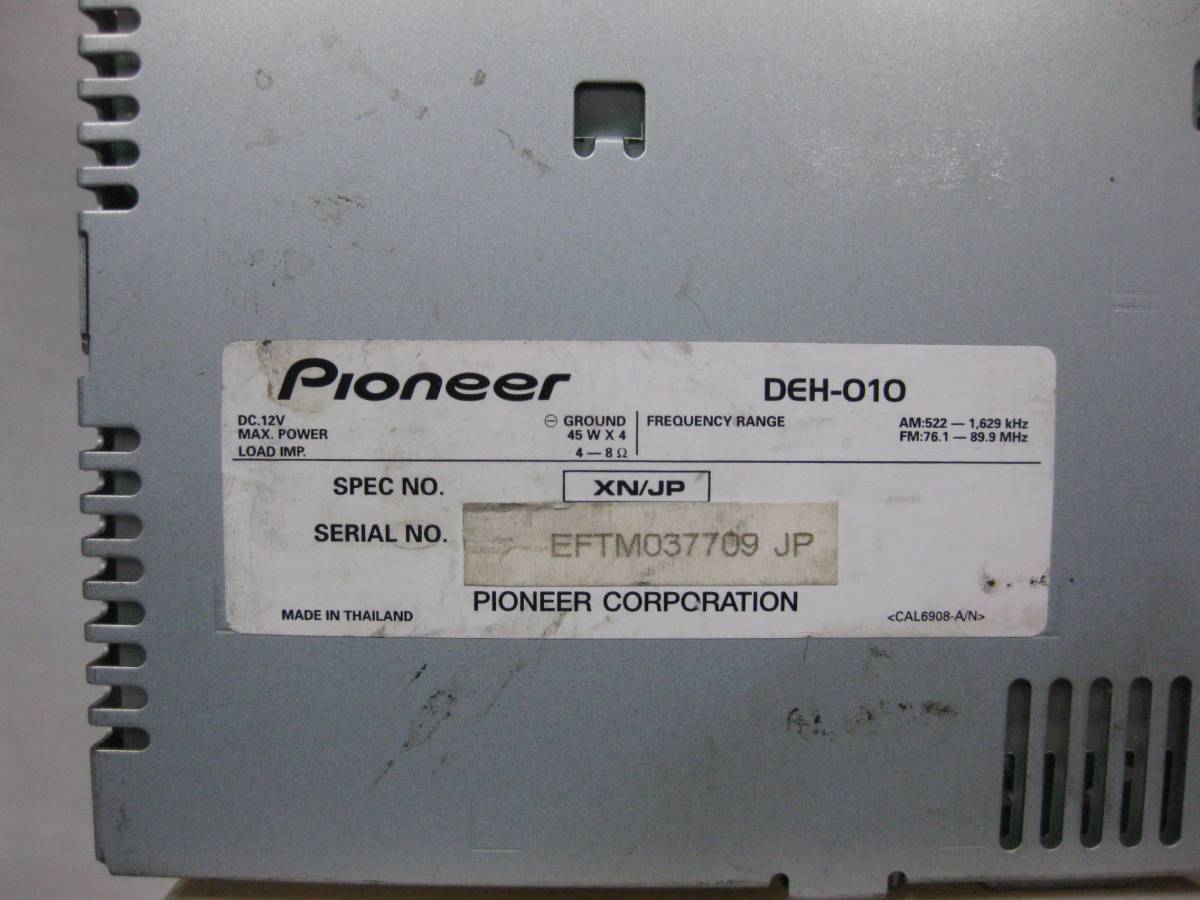 Pioneer DEH-010
DC.12V ⊖ GROUND FREQUENCY RANGE AM:522 — 1,629 kHz
MAX. POWER 45 W X 4 FM:76.1 — 89.9 MHz
LOAD IMP. 4 — 8 Ω
SPEC NO. XN/JP
SERIAL NO. EFTM037709 JP
PIONEER CORPORATION
MADE IN THAILAND <CAL6908-A/N>